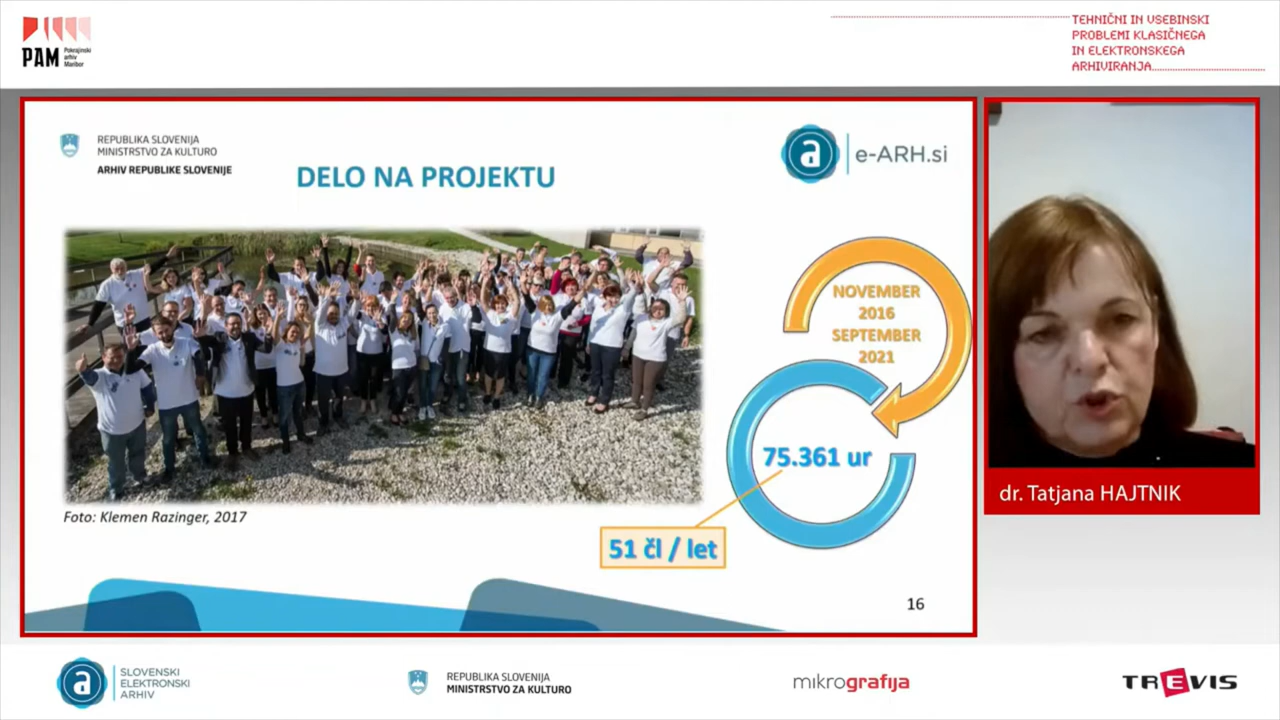 PAM
Pokrajinski
arhiv
Maribor
TEHNIČNI IN VSEBINSKI
PROBLEMI KLASIČNEGA
IN ELEKTRONSKEGA
ARHIVIRANJA
REPUBLIKA SLOVENIJA
MINISTRSTVO ZA KULTURO
ARHIV REPUBLIKE SLOVENIJE
DELO NA PROJEKTU
a e-ARH.si
NOVEMBER
2016
SEPTEMBER
2021
75.361 ur
51 čl / let
Foto: Klemen Razinger, 2017
16
dr. Tatjana HAJTNIK
a SLOVENSKI
ELEKTRONSKI
ARHIV
REPUBLIKA SLOVENIJA
MINISTRSTVO ZA KULTURO
mikrografija
TREVIS